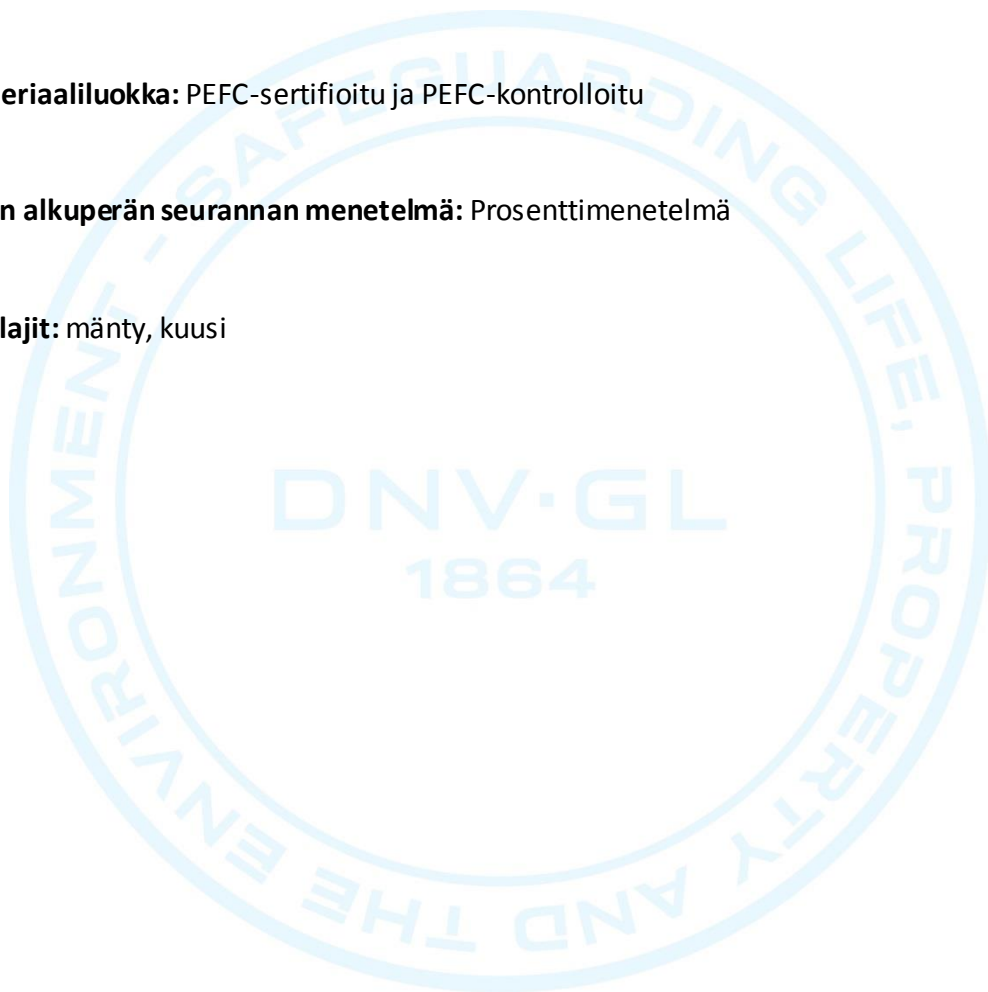 eriaaliluokka: PEFC-sertifioitu ja PEFC-kontrolloitu
n alkuperän seurannan menetelmä: Prosenttimenetelmä
lajit: mänty, kuusi
SAFEGUARDING LIFE, PROPERTY AND THE ENVIRONMENT -
DNV·GL
1864